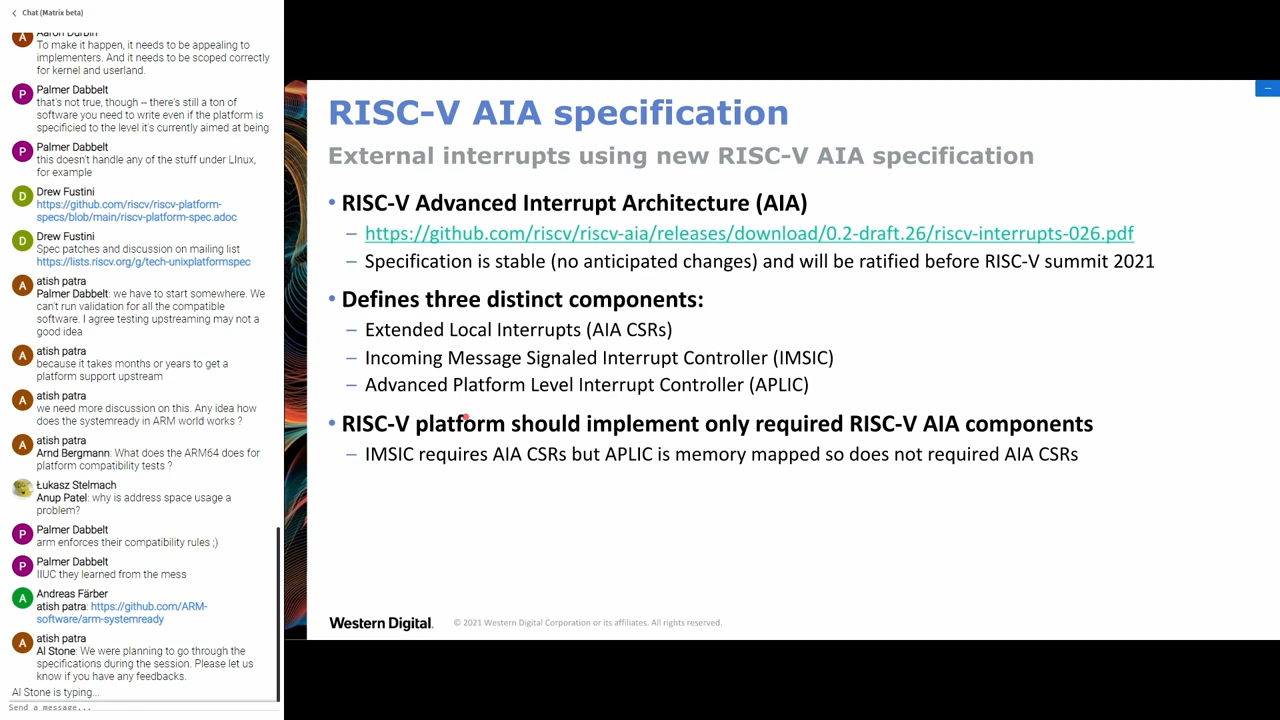 Chat (Matrix beta)
A
Aaron Durbin
To make it happen, it needs to be appealing to
implementers. And it needs to be scoped correctly
for kernel and userland.
P
Palmer Dabbelt
that's not true, though -- there's still a ton of
software you need to write even if the platform is
specificied to the level it's currently aimed at being
P
Palmer Dabbelt
this doesn't handle any of the stuff under LInux,
for example
D
Drew Fustini
https://github.com/riscv/riscv-platform-
specs/blob/main/riscv-platform-spec.adoc
D
Drew Fustini
Spec patches and discussion on mailing list
https://lists.riscv.org/g/tech-unixplatformspec
A
atish patra
Palmer Dabbelt: we have to start somewhere. We
can't run validation for all the compatible
software. I agree testing upstreaming may not a
good idea
A
atish patra
because it takes months or years to get a
platform support upstream
A
atish patra
we need more discussion on this. Any idea how
does the systemready in ARM world works ?
A
atish patra
Arnd Bergmann: What does the ARM64 does for
platform compatibility tests ?
Łukasz Stelmach
Anup Patel: why is address space usage a
problem?
P
Palmer Dabbelt
arm enforces their compatibility rules ;)
P
Palmer Dabbelt
IIUC they learned from the mess
A
Andreas Färber
atish patra: https://github.com/ARM-
software/arm-systemready
A
atish patra
Al Stone: We were planning to go through the
specifications during the session. Please let us
know if you have any feedbacks.
Al Stone is typing...
Send a message...
RISC-V AIA specification
External interrupts using new RISC-V AIA specification
• RISC-V Advanced Interrupt Architecture (AIA)
– https://github.com/riscv/riscv-aia/releases/download/0.2-draft.26/riscv-interrupts-026.pdf
– Specification is stable (no anticipated changes) and will be ratified before RISC-V summit 2021
• Defines three distinct components:
– Extended Local Interrupts (AIA CSRs)
– Incoming Message Signaled Interrupt Controller (IMSIC)
– Advanced Platform Level Interrupt Controller (APLIC)
• RISC-V platform should implement only required RISC-V AIA components
– IMSIC requires AIA CSRs but APLIC is memory mapped so does not required AIA CSRs
Western Digital.
© 2021 Western Digital Corporation or its affiliates. All rights reserved.